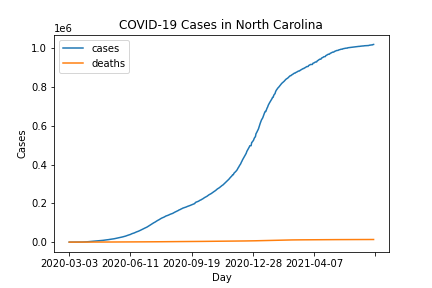 COVID-19 Cases in North Carolina
1e6
cases
deaths
1.0
0.8
0.6
0.4
0.2
0.0
Cases
2020-03-03 2020-06-11 2020-09-19 2020-12-28 2021-04-07
Day